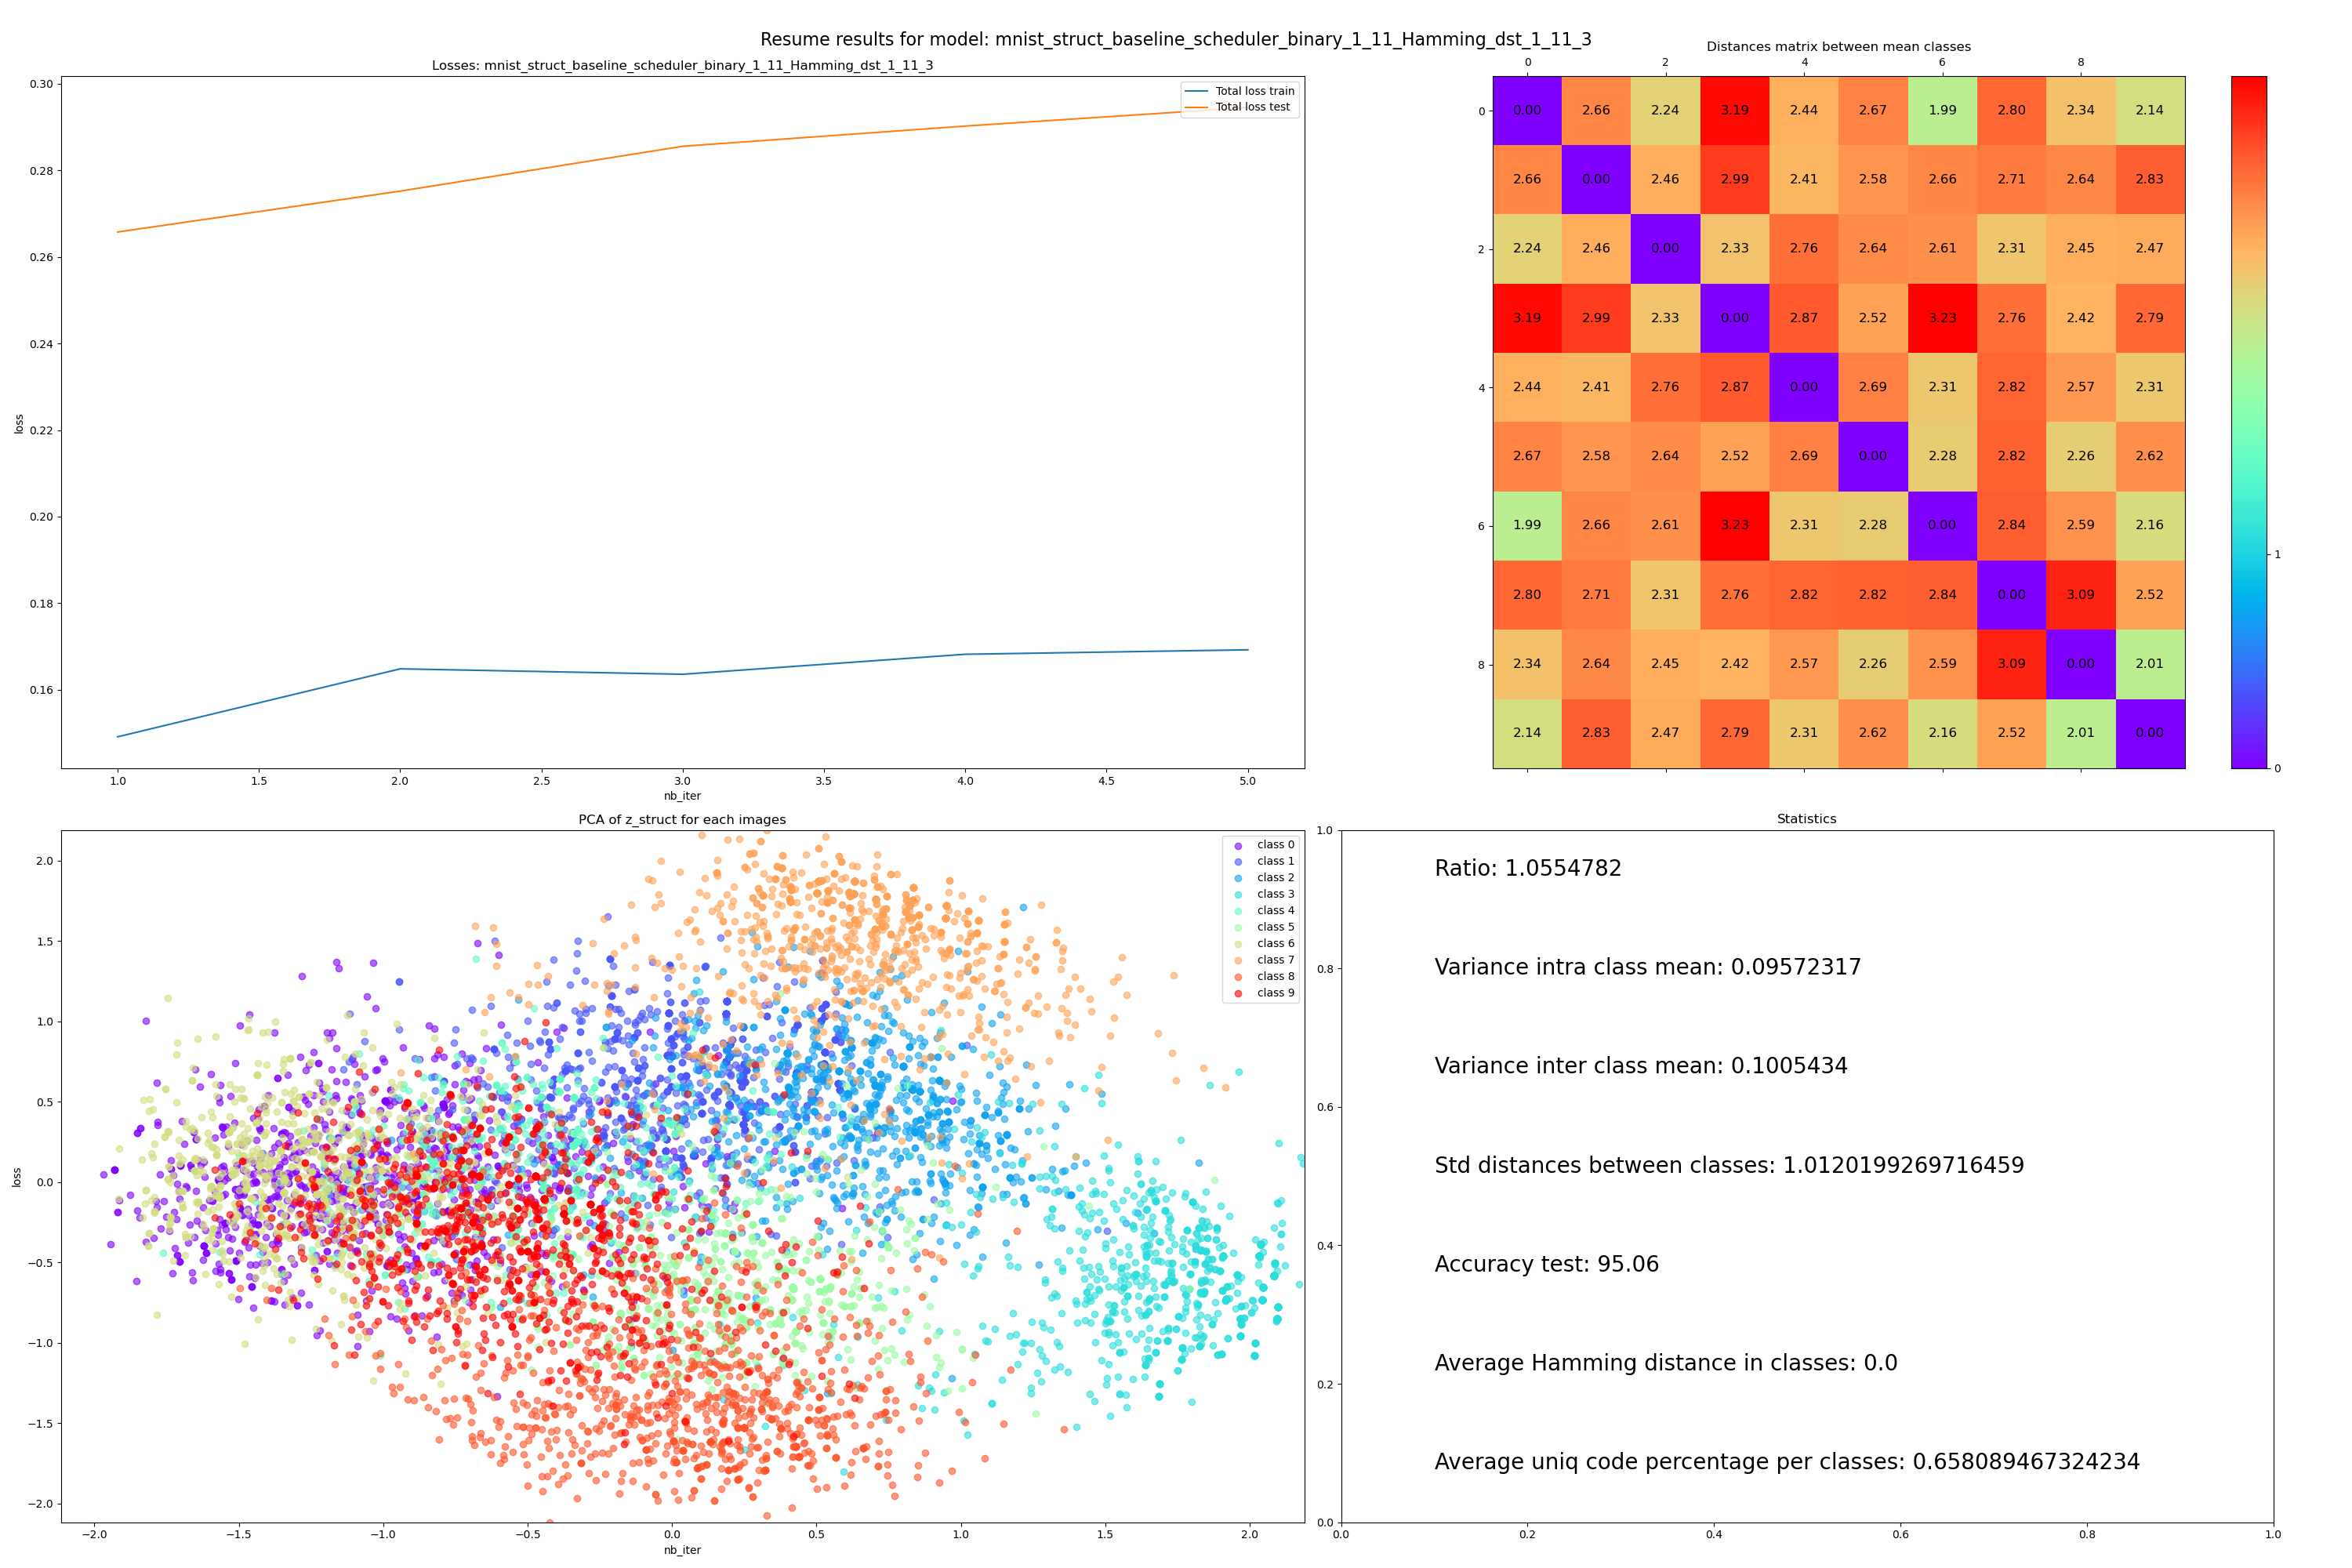 Resume results for model: mnist_struct_baseline_scheduler_binary_1_11_Hamming_dst_1_11_3
Losses: mnist_struct_baseline_scheduler_binary_1_11_Hamming_dst_1_11_3
Total loss train
Total loss test
0.30
0.28
0.26
0.24
0.22
0.20
0.18
0.16
loss
1.0 1.5 2.0 2.5 3.0 3.5 4.0 4.5 5.0
nb_iter
Distances matrix between mean classes
0 2 4 6 8
0 0.00 2.66 2.24 3.19 2.44 2.67 1.99 2.80 2.34 2.14
2.66 0.00 2.46 2.99 2.41 2.58 2.66 2.71 2.64 2.83
2 2.24 2.46 0.00 2.33 2.76 2.64 2.61 2.31 2.45 2.47
3.19 2.99 2.33 0.00 2.87 2.52 3.23 2.76 2.42 2.79
4 2.44 2.41 2.76 2.87 0.00 2.69 2.31 2.82 2.57 2.31
2.67 2.58 2.64 2.52 2.69 0.00 2.28 2.82 2.26 2.62
6 1.99 2.66 2.61 3.23 2.31 2.28 0.00 2.84 2.59 2.16
2.80 2.71 2.31 2.76 2.82 2.82 2.84 0.00 3.09 2.52
8 2.34 2.64 2.45 2.42 2.57 2.26 2.59 3.09 0.00 2.01
2.14 2.83 2.47 2.79 2.31 2.62 2.16 2.52 2.01 0.00
1
0
PCA of z_struct for each images
class 0
class 1
class 2
class 3
class 4
class 5
class 6
class 7
class 8
class 9
2.0
1.5
1.0
0.5
0.0
−0.5
−1.0
−1.5
−2.0
loss
−2.0 −1.5 −1.0 −0.5 0.0 0.5 1.0 1.5 2.0
nb_iter
Statistics
1.0
0.8
0.6
0.4
0.2
0.0
Ratio: 1.0554782
Variance intra class mean: 0.09572317
Variance inter class mean: 0.1005434
Std distances between classes: 1.0120199269716459
Accuracy test: 95.06
Average Hamming distance in classes: 0.0
Average uniq code percentage per classes: 0.658089467324234
0.0 0.2 0.4 0.6 0.8 1.0